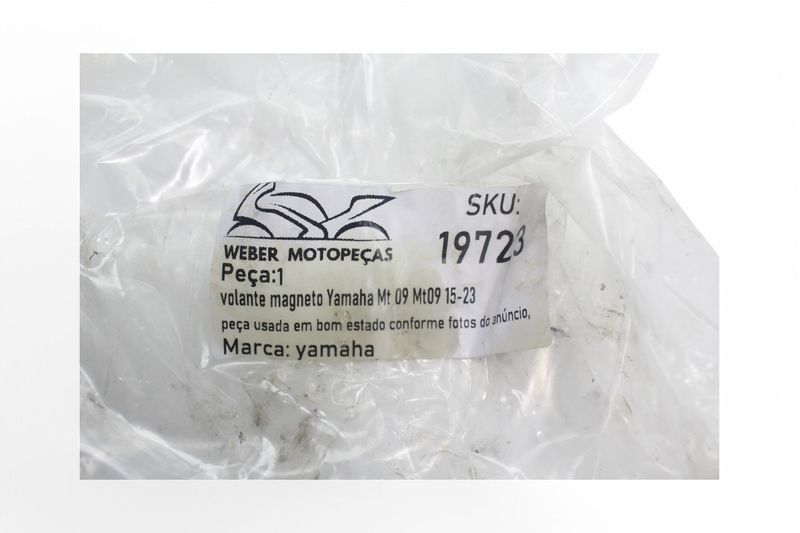 WEBER MOTOPEÇAS
SKU:
19723
Peça:1
volante magneto Yamaha Mt 09 Mt09 15-23
peça usada em bom estado conforme fotos do anúncio,
Marca: yamaha